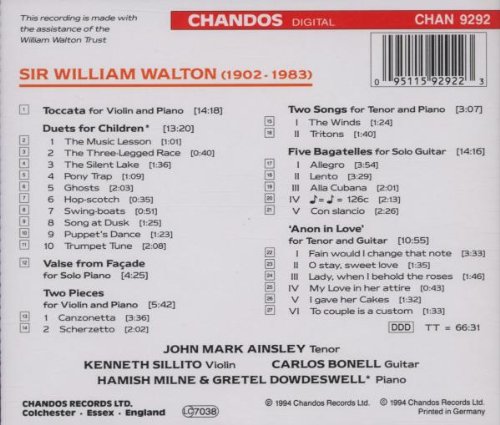 This recording is made with
the assistance of the
William Walton Trust
CHANDOS DIGITAL
CHAN 9292
0 95115 92922 3
SIR WILLIAM WALTON (1902-1983)
1 Toccata for Violin and Piano [14:18]
Duets for Children* [13:20]
2 1 The Music Lesson [1:01]
3 2 The Three-Legged Race [0:40]
4 3 The Silent Lake [1:36]
5 4 Pony Trap [1:11]
6 5 Ghosts [2:03]
7 6 Hop-scotch [0:35]
8 7 Swing-boats [0:51]
9 8 Song at Dusk [1:25]
10 9 Puppet's Dance [1:23]
11 10 Trumpet Tune [2:08]
12 Valse from Façade
for Solo Piano [4:25]
Two Pieces
for Violin and Piano [5:42]
13 1 Canzonetta [3:36]
14 2 Scherzetto [2:02]
Two Songs for Tenor and Piano [3:07]
15 I The Winds [1:24]
16 II Tritons [1:40]
Five Bagatelles for Solo Guitar [14:16]
17 I Allegro [3:54]
18 II Lento [3:29]
19 III Alla Cubana [2:01]
20 IV ♪= ♪ = 126c [2:13]
21 V Con slancio [2:26]
'Anon in Love'
for Tenor and Guitar [10:55]
22 I Fain would I change that note [3:33]
23 II O stay, sweet love [1:35]
24 III Lady, when I behold the roses [1:46]
25 IV My Love in her attire [0:43]
26 V I gave her Cakes [1:32]
27 VI To couple is a custom [1:33]
DDD TT = 66:31
JOHN MARK AINSLEY Tenor
KENNETH SILLITO Violin CARLOS BONELL Guitar
HAMISH MILNE & GRETEL DOWDESWELL* Piano
CHANDOS RECORDS LTD.
Colchester . Essex . England
LC7038
℗ 1994 Chandos Records Ltd. © 1994 Chandos Records Ltd.
Printed in Germany